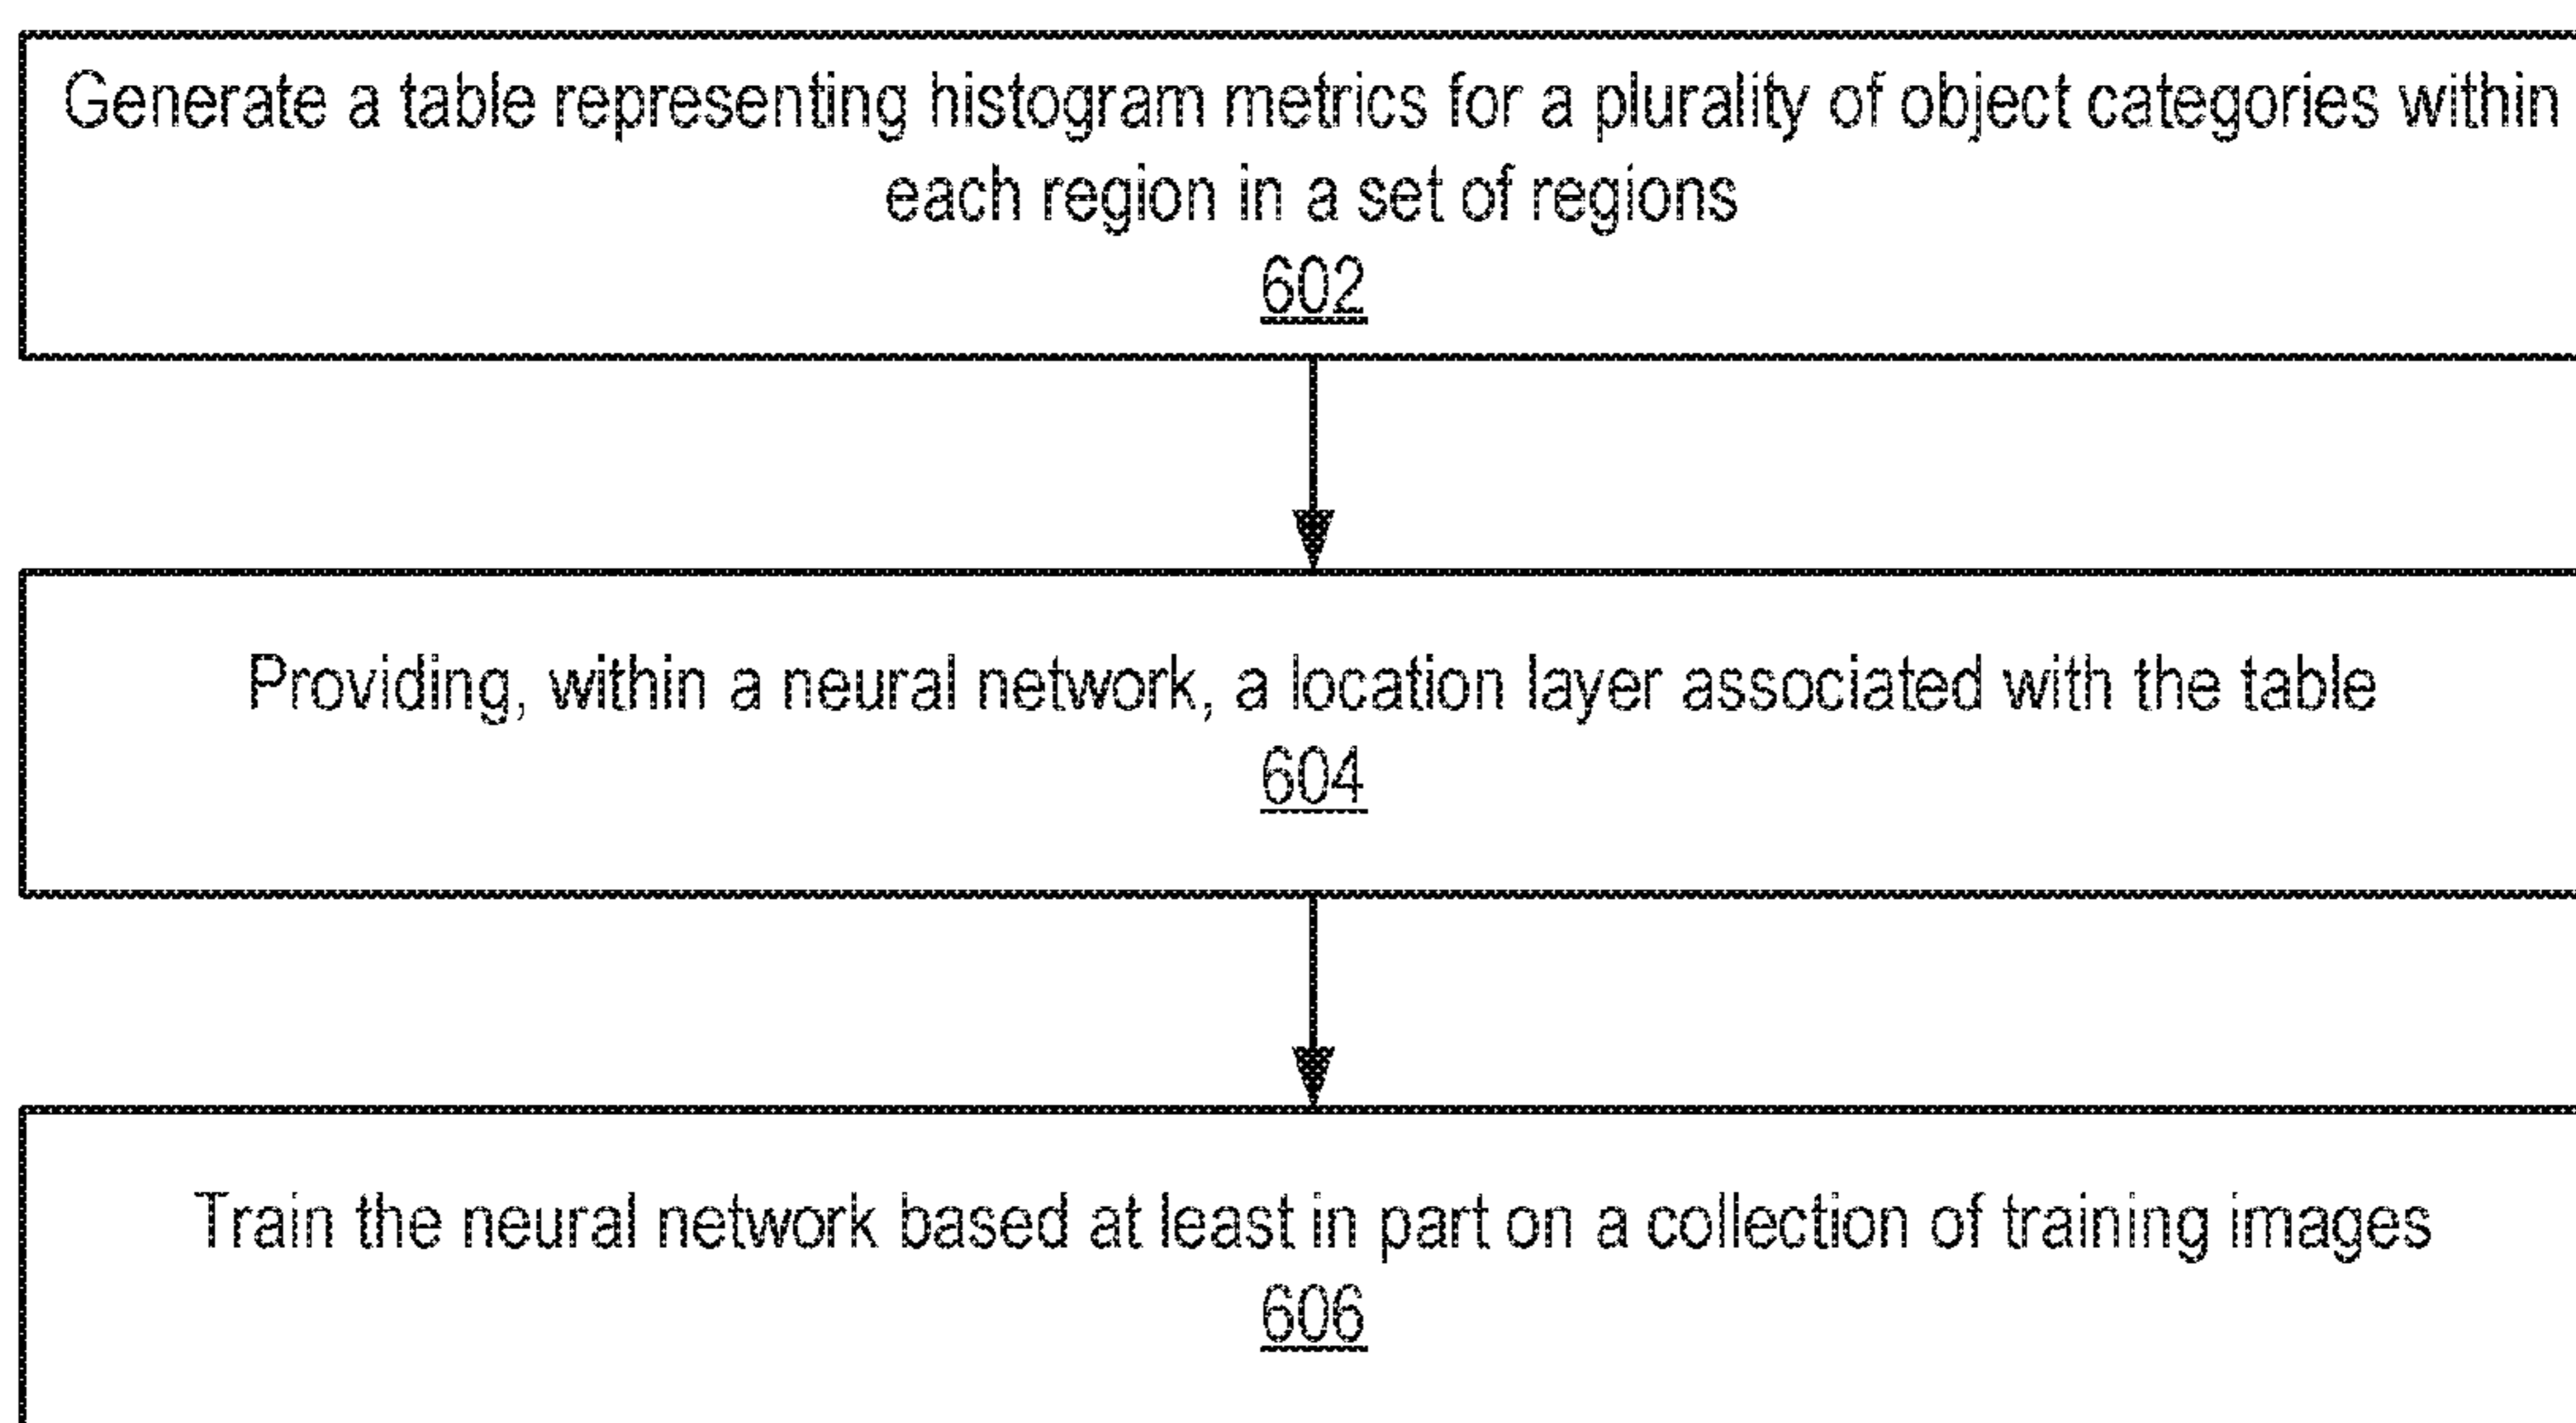 Generate a table representing histogram metrics for a plurality of object categories within
each region in a set of regions
602
Providing, within a neural network, a location layer associated with the table
604
Train the neural network based at least in part on a collection of training images
606